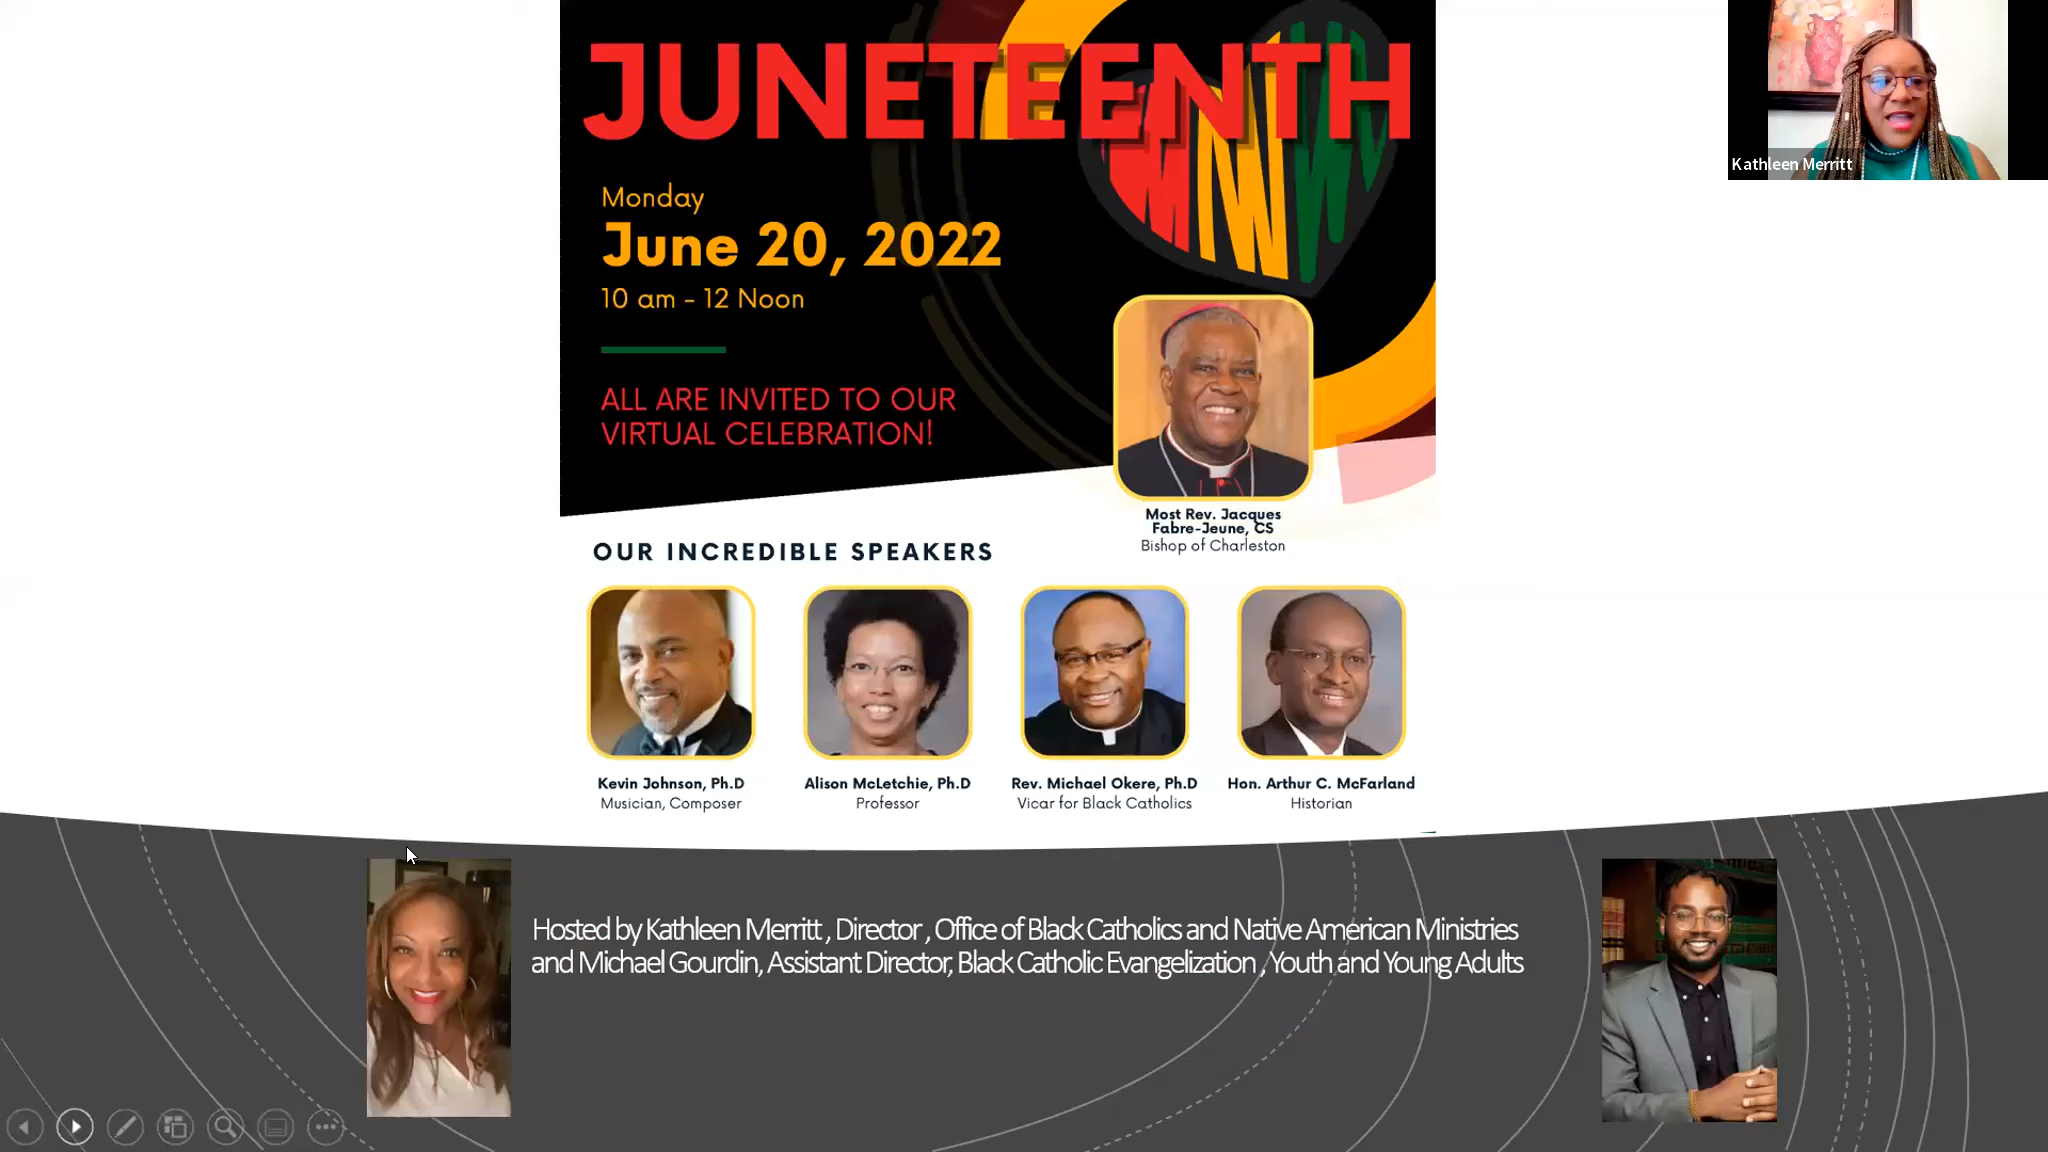 JUNETEENTH
Monday
June 20, 2022
10 am - 12 Noon
ALL ARE INVITED TO OUR
VIRTUAL CELEBRATION!
Most Rev. Jacques
Fabre-Jeune, CS
Bishop of Charleston
OUR INCREDIBLE SPEAKERS
Kevin Johnson, Ph.D
Musician, Composer
Alison McLetchie, Ph.D
Professor
Rev. Michael Okere, Ph.D
Vicar for Black Catholics
Hon. Arthur C. McFarland
Historian
Hosted by Kathleen Merritt , Director , Office of Black Catholics and Native American Ministries
and Michael Gourdin, Assistant Director, Black Catholic Evangelization , Youth and Young Adults
Kathleen Merritt